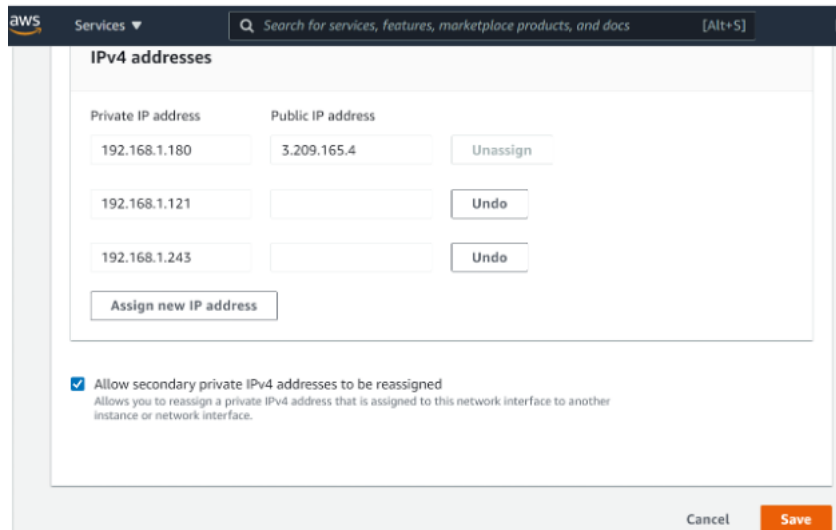 aws Services ▼ Search for services, features, marketplace products, and docs [Alt+S]
IPv4 addresses
Private IP address Public IP address
192.168.1.180 3.209.165.4 Unassign
192.168.1.121 Undo
192.168.1.243 Undo
Assign new IP address
Allow secondary private IPv4 addresses to be reassigned
Allows you to reassign a private IPv4 address that is assigned to this network interface to another
instance or network interface.
Cancel Save